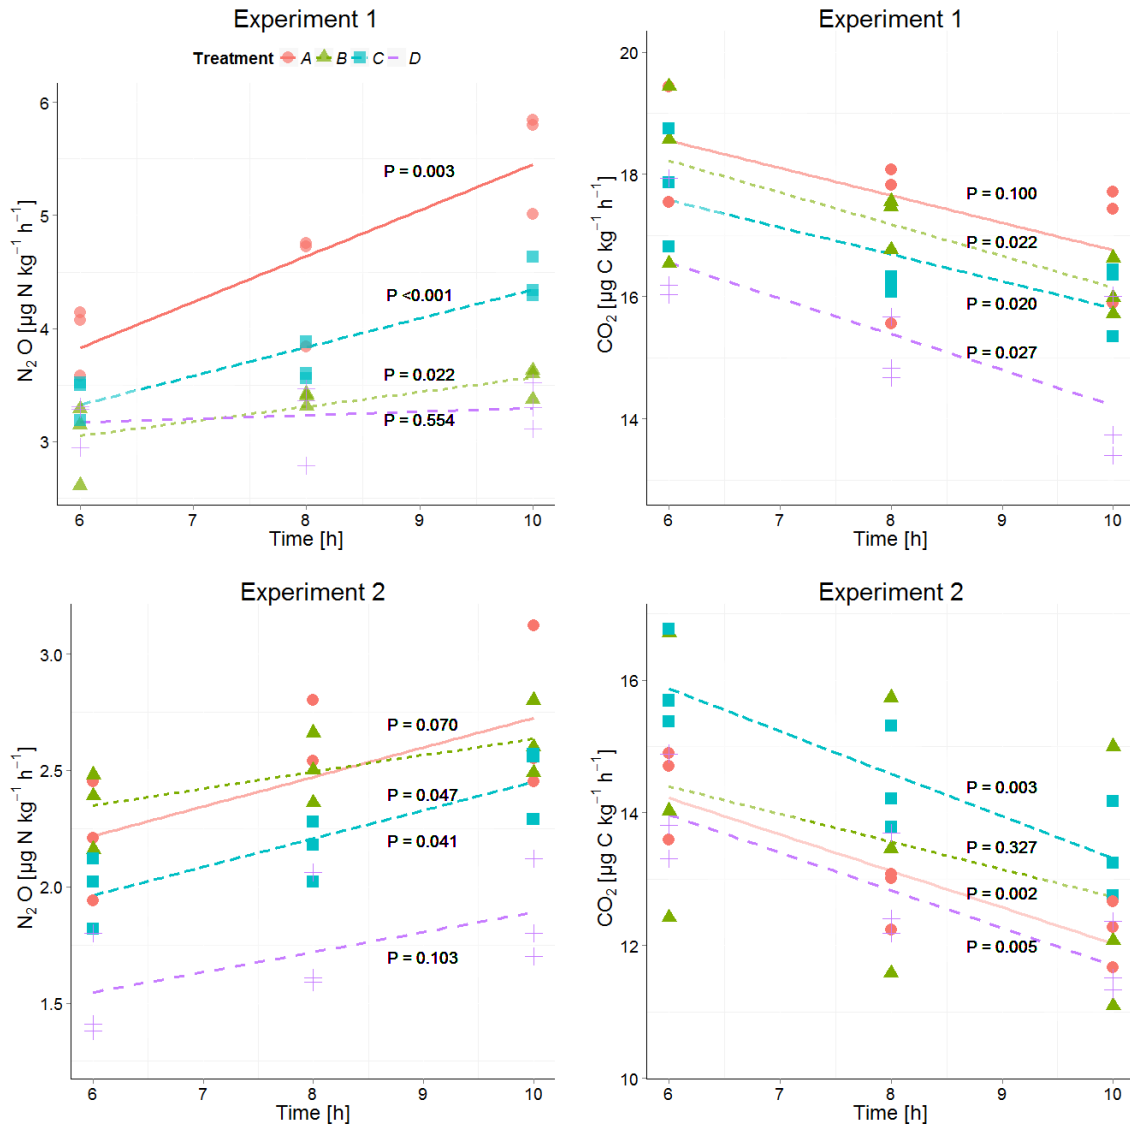 Experiment 1
Treatment A B C D
N₂ O [µg N kg⁻¹ h⁻¹]
6
5
4
3
P = 0.003
P <0.001
P = 0.022
P = 0.554
6 7 8 9 10
Time [h]
Experiment 1
CO₂ [µg C kg⁻¹ h⁻¹]
20
18
16
14
P = 0.100
P = 0.022
P = 0.020
P = 0.027
6 7 8 9 10
Time [h]
Experiment 2
N₂ O [µg N kg⁻¹ h⁻¹]
3.0
2.5
2.0
1.5
P = 0.070
P = 0.047
P = 0.041
P = 0.103
6 7 8 9 10
Time [h]
Experiment 2
CO₂ [µg C kg⁻¹ h⁻¹]
16
14
12
10
P = 0.003
P = 0.327
P = 0.002
P = 0.005
6 7 8 9 10
Time [h]